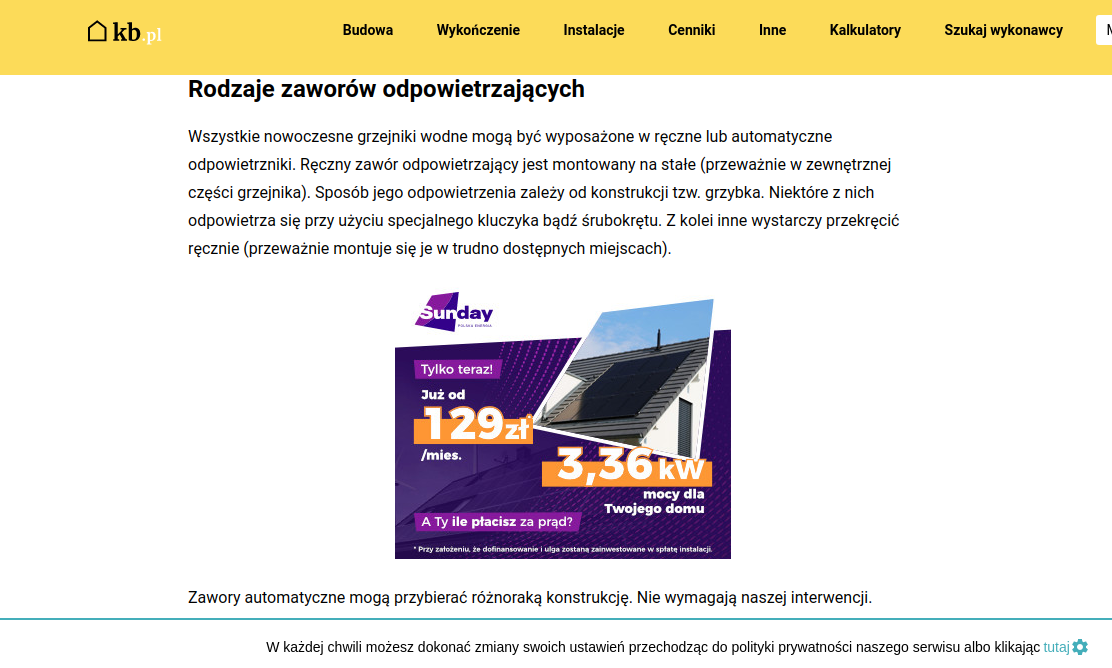 kb.pl
Budowa Wykończenie Instalacje Cenniki Inne Kalkulatory Szukaj wykonawcy
Rodzaje zaworów odpowietrzających
Wszystkie nowoczesne grzejniki wodne mogą być wyposażone w ręczne lub automatyczne
odpowietrzniki. Ręczny zawór odpowietrzający jest montowany na stałe (przeważnie w zewnętrznej
części grzejnika). Sposób jego odpowietrzenia zależy od konstrukcji tzw. grzybka. Niektóre z nich
odpowietrza się przy użyciu specjalnego kluczyka bądź śrubokrętu. Z kolei inne wystarczy przekręcić
ręcznie (przeważnie montuje się je w trudno dostępnych miejscach).
Sunday
POLSKA ENERGIA
Tylko teraz!
Już od
129zł*
/mies.
3,36 kW
mocy dla
Twojego domu
A Ty ile płacisz za prąd?
* Przy założeniu, że dofinansowanie i ulga zostaną zainwestowane w spłatę instalacji.
Zawory automatyczne mogą przybierać różnoraką konstrukcję. Nie wymagają naszej interwencji.
W każdej chwili możesz dokonać zmiany swoich ustawień przechodząc do polityki prywatności naszego serwisu albo klikając tutaj